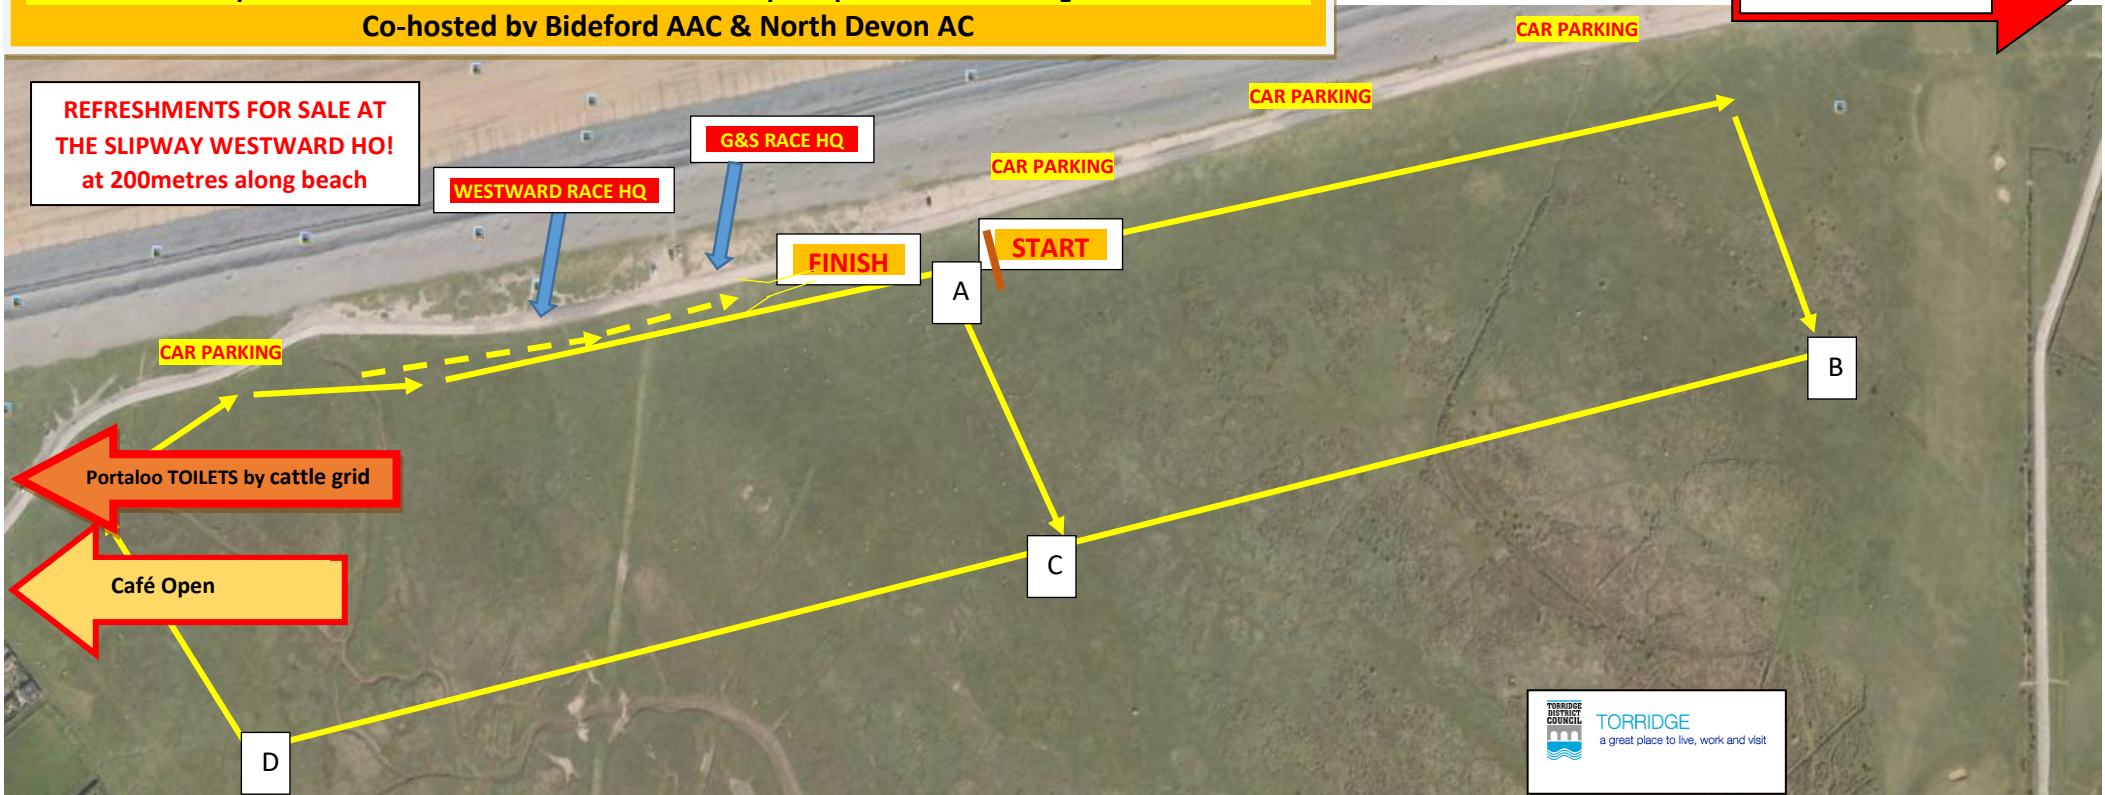 Co-hosted by Bideford AAC & North Devon AC
CAR PARKING
CAR PARKING
REFRESHMENTS FOR SALE AT
THE SLIPWAY WESTWARD HO!
at 200metres along beach
G&S RACE HQ
CAR PARKING
WESTWARD RACE HQ
START
FINISH
A
CAR PARKING
B
Portaloo TOILETS by cattle grid
C
Café Open
D
TORRIDGE
DISTRICT
COUNCIL
TORRIDGE
a great place to live, work and visit